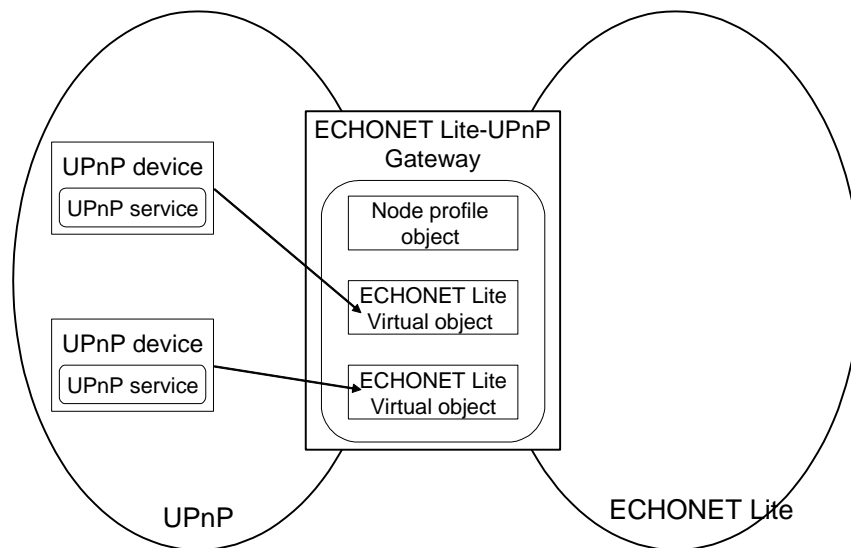 ECHONET Lite-UPnP
Gateway
UPnP device
UPnP service
Node profile
object
ECHONET Lite
Virtual object
UPnP device
UPnP service
ECHONET Lite
Virtual object
UPnP
ECHONET Lite